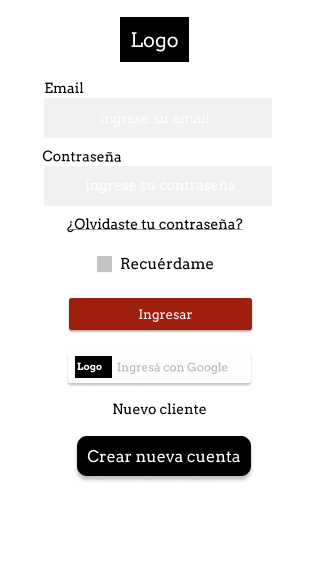 Logo
Email
ingrese su email
Contraseña
ingrese su contraseña
¿Olvidaste tu contraseña?
Recuérdame
Ingresar
Logo Ingresá con Google
Nuevo cliente
Crear nueva cuenta